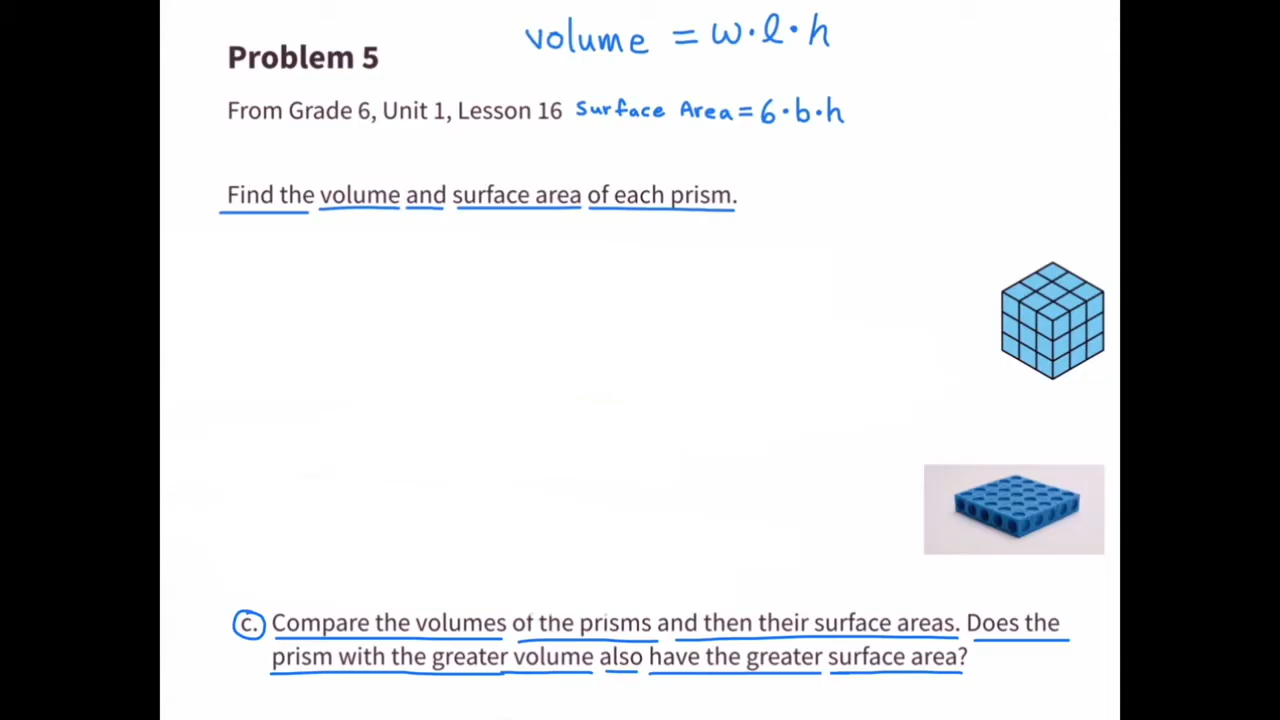 volume = w·l·h
Problem 5
From Grade 6, Unit 1, Lesson 16 Surface Area = 6·b·h
Find the volume and surface area of each prism.
c. Compare the volumes of the prisms and then their surface areas. Does the
prism with the greater volume also have the greater surface area?